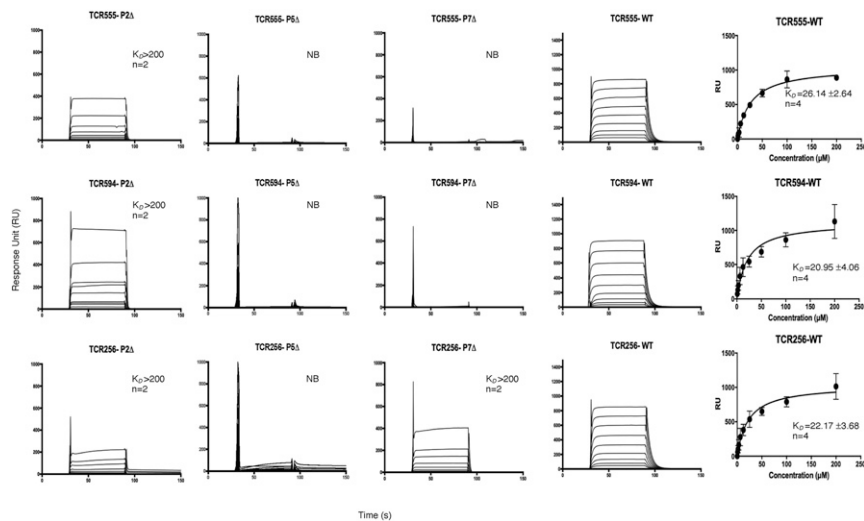 TCR555- P2Δ
TCR555- P5Δ
TCR555- P7Δ
TCR555-WT
TCR555-WT
KD>200
n=2
NB
NB
KD=26.14 ±2.64
n=4
RU
Concentration (μM)
TCR594- P2Δ
TCR594- P5Δ
TCR594- P7Δ
TCR594-WT
TCR594-WT
KD>200
n=2
NB
NB
KD=20.95 ±4.06
n=4
RU
Concentration (μM)
Response Unit (RU)
TCR256- P2Δ
TCR256- P5Δ
TCR256- P7Δ
TCR256-WT
TCR256-WT
KD>200
n=2
NB
KD>200
n=2
KD=22.17 ±3.68
n=4
RU
Concentration (μM)
Time (s)